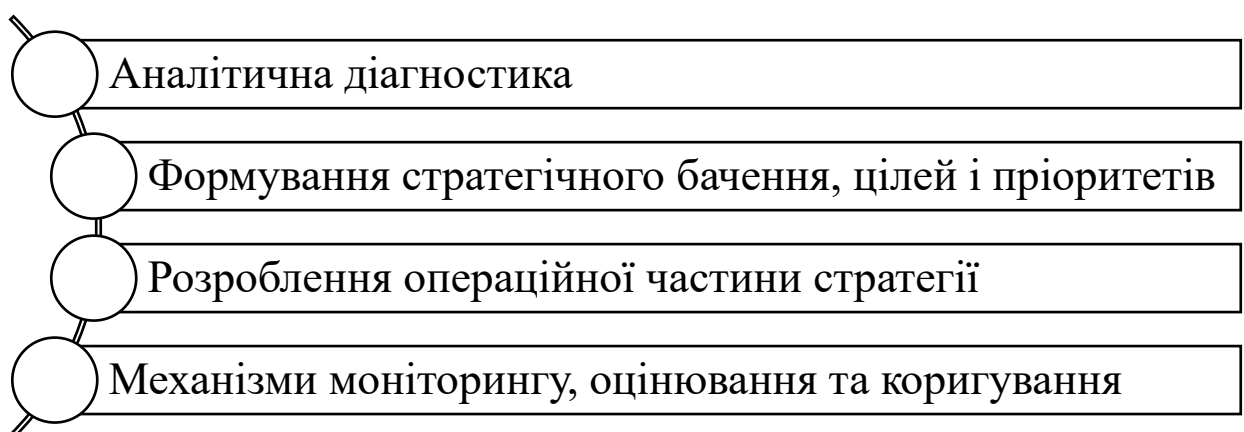 Аналітична діагностика
Формування стратегічного бачення, цілей і пріоритетів
Розроблення операційної частини стратегії
Механізми моніторингу, оцінювання та коригування